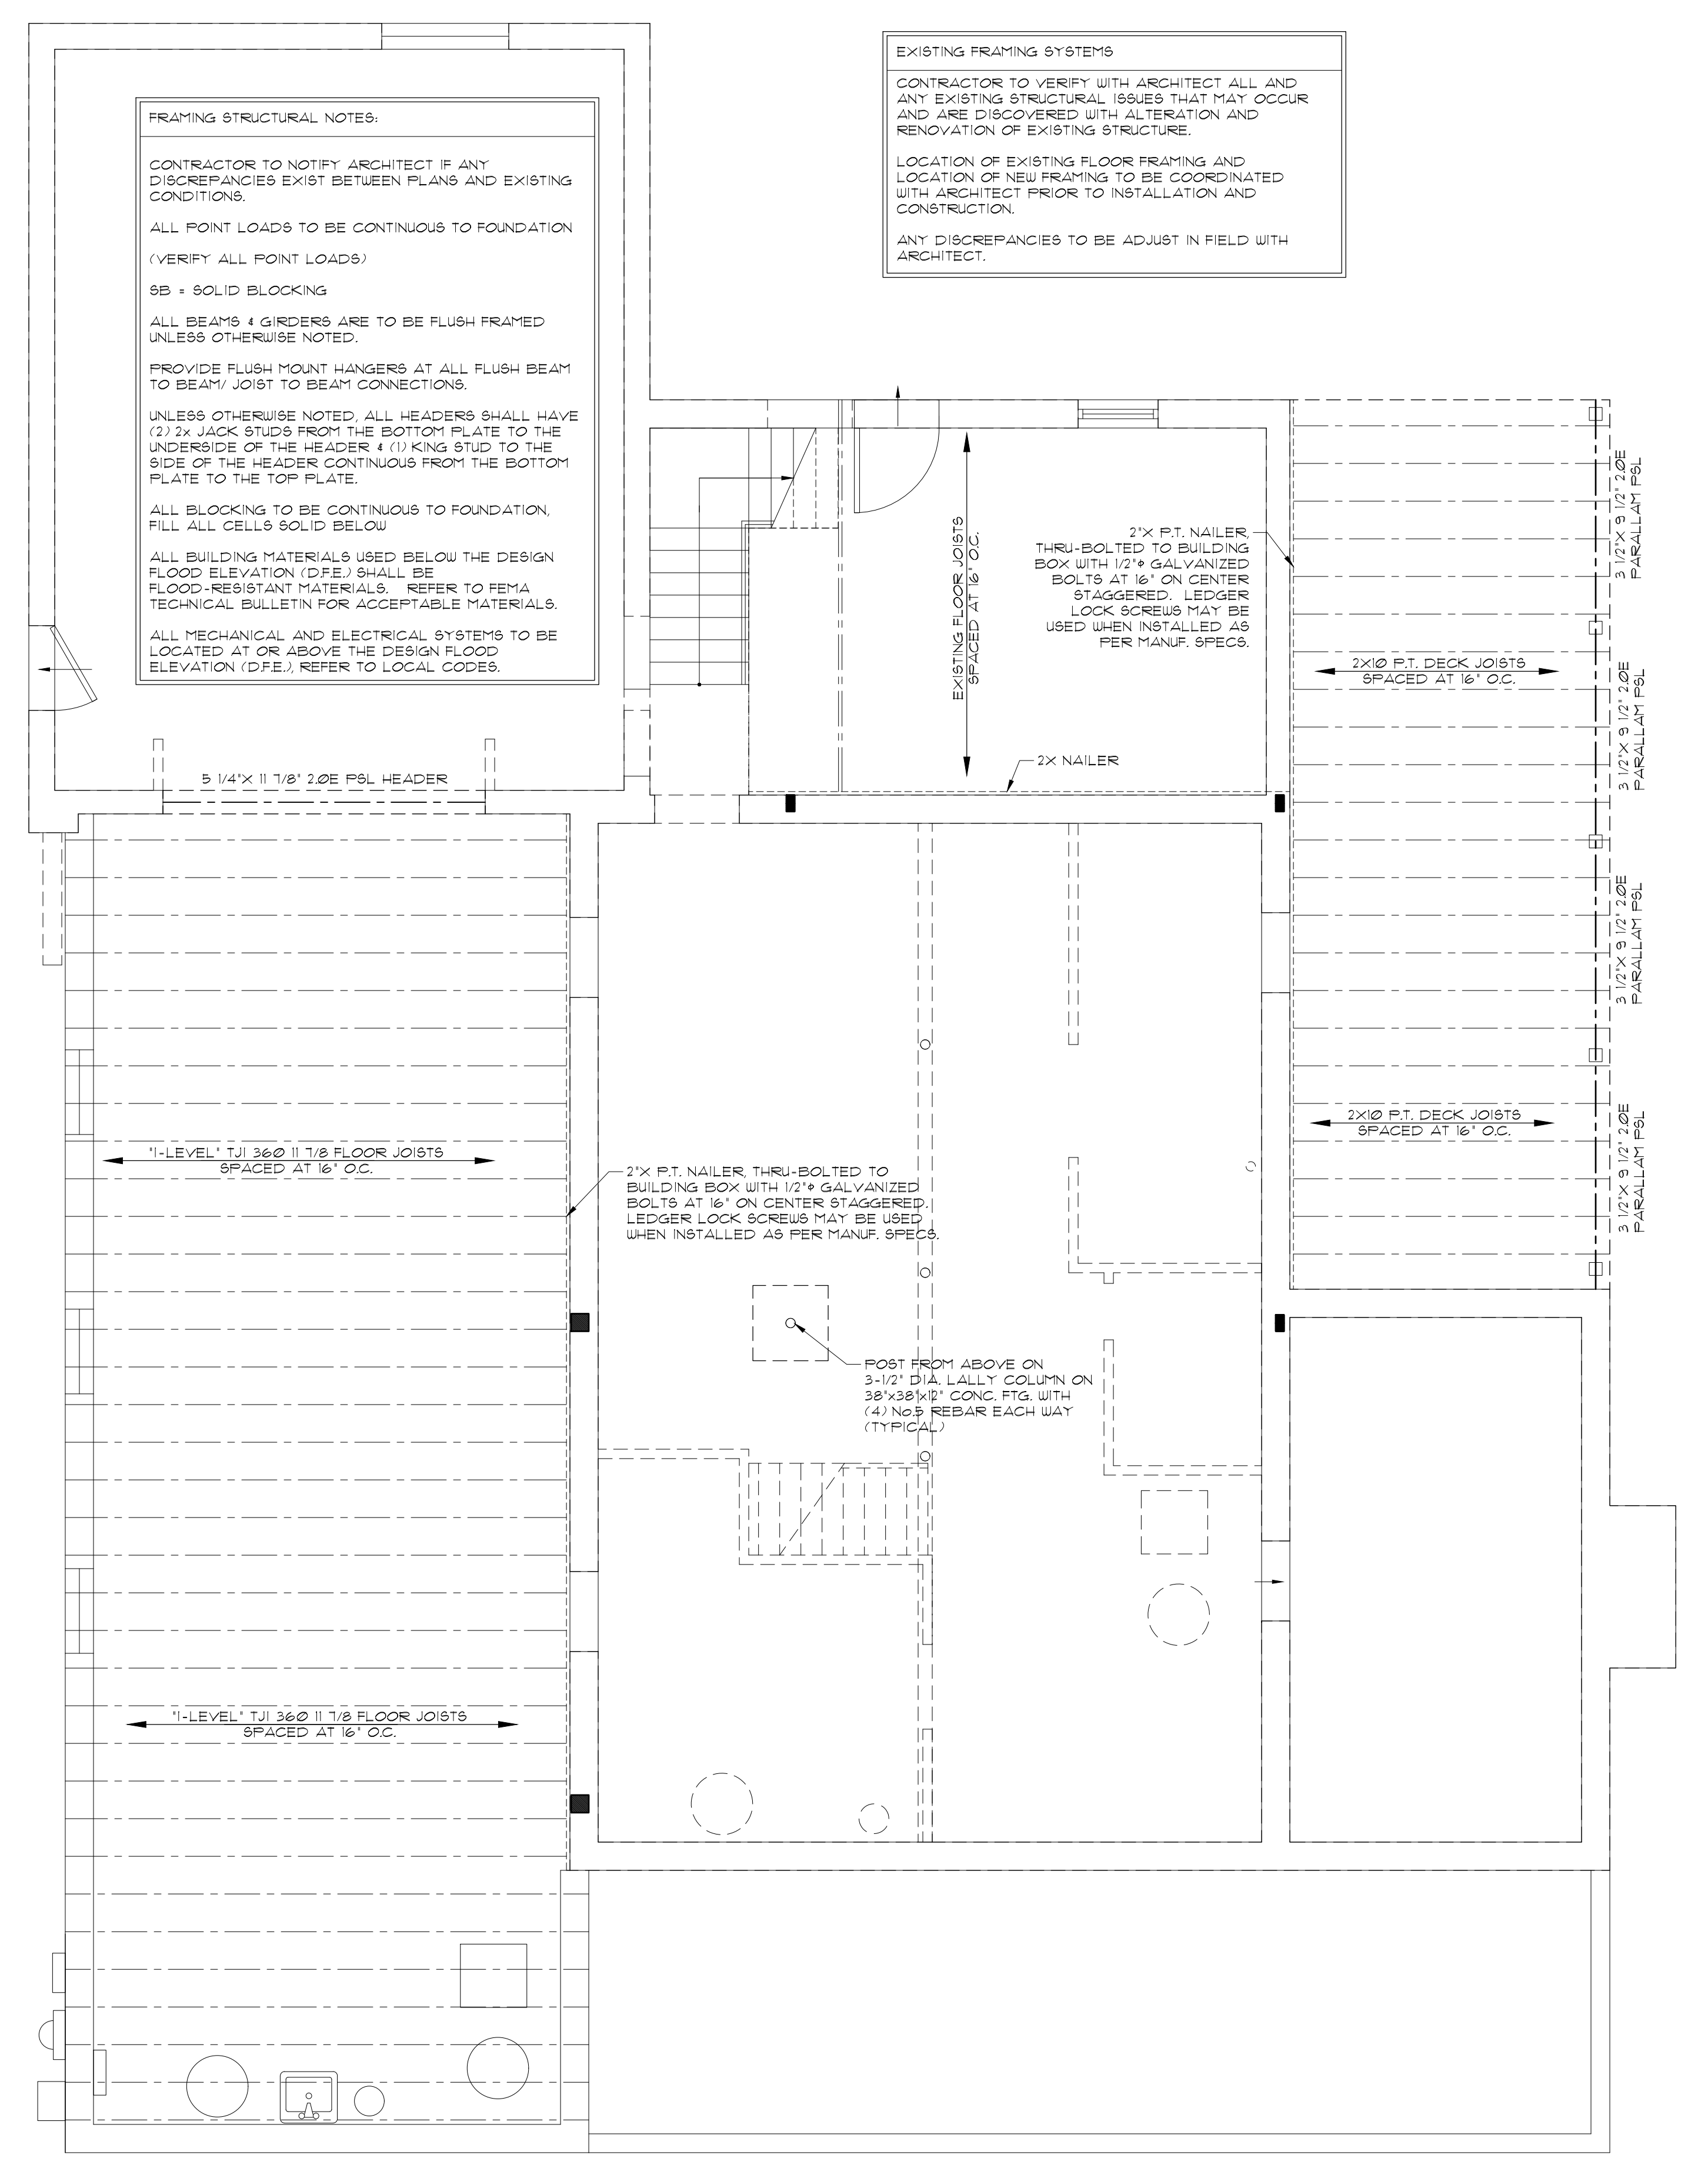 EXISTING FRAMING SYSTEMS
CONTRACTOR TO VERIFY WITH ARCHITECT ALL AND
ANY EXISTING STRUCTURAL ISSUES THAT MAY OCCUR
AND ARE DISCOVERED WITH ALTERATION AND
RENOVATION OF EXISTING STRUCTURE.
LOCATION OF EXISTING FLOOR FRAMING AND
LOCATION OF NEW FRAMING TO BE COORDINATED
WITH ARCHITECT PRIOR TO INSTALLATION AND
CONSTRUCTION.
ANY DISCREPANCIES TO BE ADJUST IN FIELD WITH
ARCHITECT.
FRAMING STRUCTURAL NOTES:
CONTRACTOR TO NOTIFY ARCHITECT IF ANY
DISCREPANCIES EXIST BETWEEN PLANS AND EXISTING
CONDITIONS.
ALL POINT LOADS TO BE CONTINUOUS TO FOUNDATION
(VERIFY ALL POINT LOADS)
SB = SOLID BLOCKING
ALL BEAMS & GIRDERS ARE TO BE FLUSH FRAMED
UNLESS OTHERWISE NOTED.
PROVIDE FLUSH MOUNT HANGERS AT ALL FLUSH BEAM
TO BEAM/ JOIST TO BEAM CONNECTIONS.
UNLESS OTHERWISE NOTED, ALL HEADERS SHALL HAVE
(2) 2x JACK STUDS FROM THE BOTTOM PLATE TO THE
UNDERSIDE OF THE HEADER & (1) KING STUD TO THE
SIDE OF THE HEADER CONTINUOUS FROM THE BOTTOM
PLATE TO THE TOP PLATE.
ALL BLOCKING TO BE CONTINUOUS TO FOUNDATION,
FILL ALL CELLS SOLID BELOW
ALL BUILDING MATERIALS USED BELOW THE DESIGN
FLOOD ELEVATION (D.F.E.) SHALL BE
FLOOD-RESISTANT MATERIALS. REFER TO FEMA
TECHNICAL BULLETIN FOR ACCEPTABLE MATERIALS.
ALL MECHANICAL AND ELECTRICAL SYSTEMS TO BE
LOCATED AT OR ABOVE THE DESIGN FLOOD
ELEVATION (D.F.E.), REFER TO LOCAL CODES.
EXISTING FLOOR JOISTS
SPACED AT 16" O.C.
2"X P.T. NAILER,
THRU-BOLTED TO BUILDING
BOX WITH 1/2"ϕ GALVANIZED
BOLTS AT 16" ON CENTER
STAGGERED. LEDGER
LOCK SCREWS MAY BE
USED WHEN INSTALLED AS
PER MANUF. SPECS.
3 1/2"X 9 1/2" 2.0E
PARALLAM PSL
2X10 P.T. DECK JOISTS
SPACED AT 16" O.C.
3 1/2"X 9 1/2" 2.0E
PARALLAM PSL
2X NAILER
5 1/4"X 11 7/8" 2.0E PSL HEADER
3 1/2"X 9 1/2" 2.0E
PARALLAM PSL
2X10 P.T. DECK JOISTS
SPACED AT 16" O.C.
3 1/2"X 9 1/2" 2.0E
PARALLAM PSL
"I-LEVEL" TJI 360 11 7/8 FLOOR JOISTS
SPACED AT 16" O.C.
2"X P.T. NAILER, THRU-BOLTED TO
BUILDING BOX WITH 1/2"ϕ GALVANIZED
BOLTS AT 16" ON CENTER STAGGERED.
LEDGER LOCK SCREWS MAY BE USED
WHEN INSTALLED AS PER MANUF. SPECS.
POST FROM ABOVE ON
3-1/2" DIA. LALLY COLUMN ON
38"x38"x12" CONC. FTG. WITH
(4) No.5 REBAR EACH WAY
(TYPICAL)
"I-LEVEL" TJI 360 11 7/8 FLOOR JOISTS
SPACED AT 16" O.C.